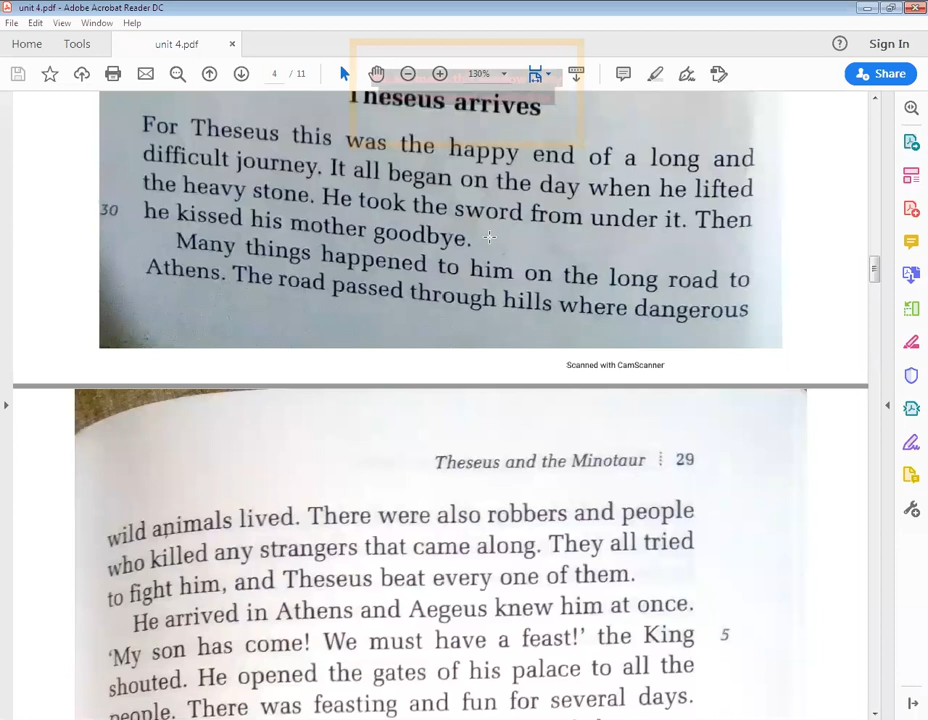 unit 4.pdf - Adobe Acrobat Reader DC
File Edit View Window Help
Home Tools unit 4.pdf × Sign In
4 / 11 130% Share
Theseus arrives
For Theseus this was the happy end of a long and
difficult journey. It all began on the day when he lifted
the heavy stone. He took the sword from under it. Then
30 he kissed his mother goodbye.
Many things happened to him on the long road to
Athens. The road passed through hills where dangerous
Scanned with CamScanner
Theseus and the Minotaur 29
wild animals lived. There were also robbers and people
who killed any strangers that came along. They all tried
to fight him, and Theseus beat every one of them.
He arrived in Athens and Aegeus knew him at once.
‘My son has come! We must have a feast!’ the King 5
shouted. He opened the gates of his palace to all the
people. There was feasting and fun for several days.